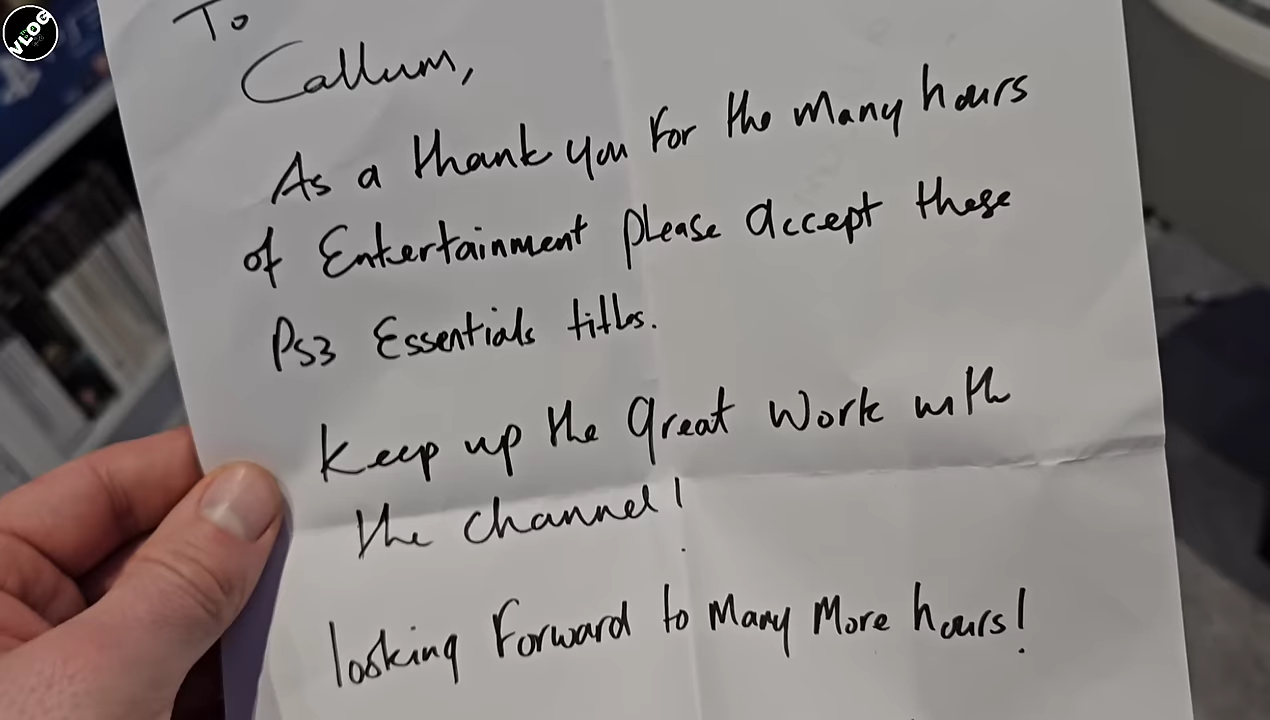 VLOG
To
Callum,
As a thank you For the Many hours
of Entertainment please accept these
Ps3 Essentials titles.
Keep up the Great Work with
the channel!
looking Forward to Many More hours!